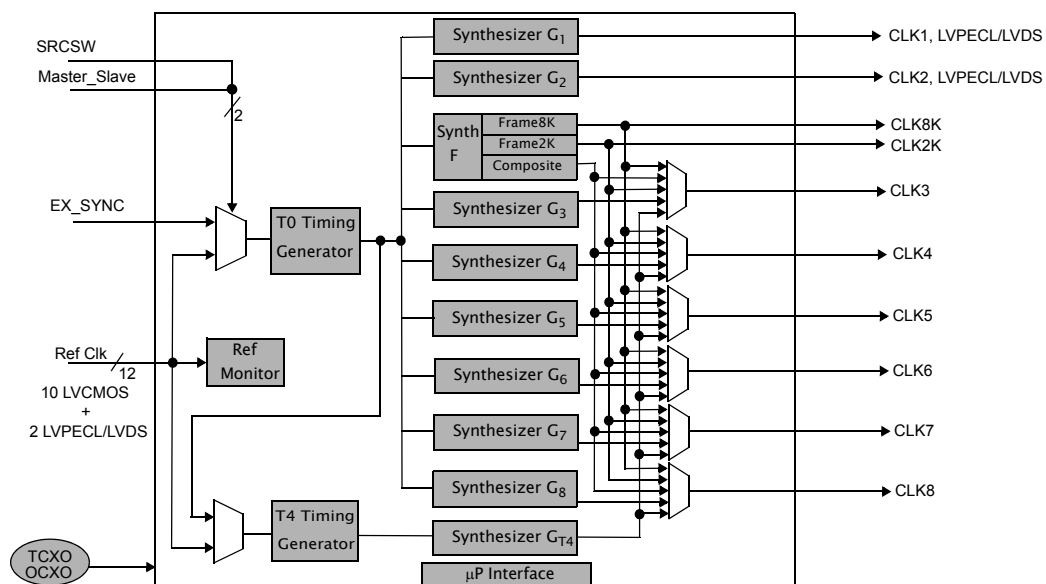 SRCSW
Master_Slave
2
EX_SYNC
Ref Clk
12
10 LVCMOS
+
2 LVPECL/LVDS
TCXO
OCXO
T0 Timing
Generator
Ref
Monitor
T4 Timing
Generator
Synthesizer G1
Synthesizer G2
Synth
F
Frame8K
Frame2K
Composite
Synthesizer G3
Synthesizer G4
Synthesizer G5
Synthesizer G6
Synthesizer G7
Synthesizer G8
Synthesizer GT4
µP Interface
CLK1, LVPECL/LVDS
CLK2, LVPECL/LVDS
CLK8K
CLK2K
CLK3
CLK4
CLK5
CLK6
CLK7
CLK8